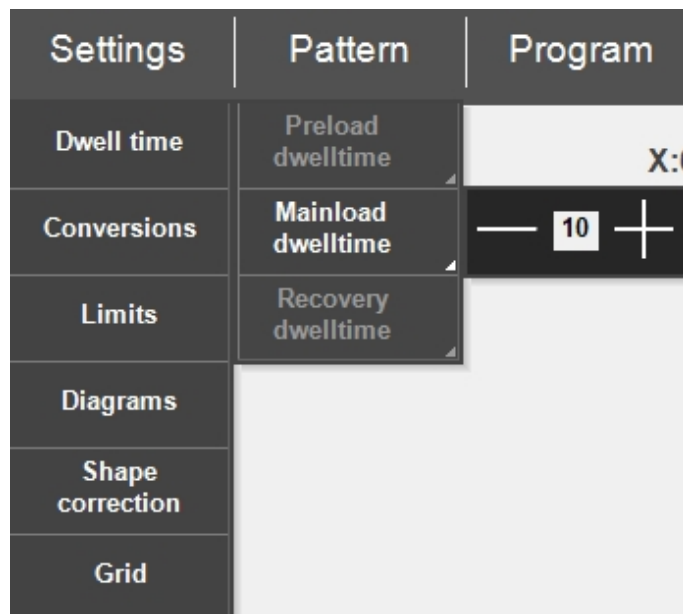 Settings
Pattern
Program
Dwell time
Conversions
Limits
Diagrams
Shape
correction
Grid
Preload
dwelltime
Mainload
dwelltime
Recovery
dwelltime
X:
10